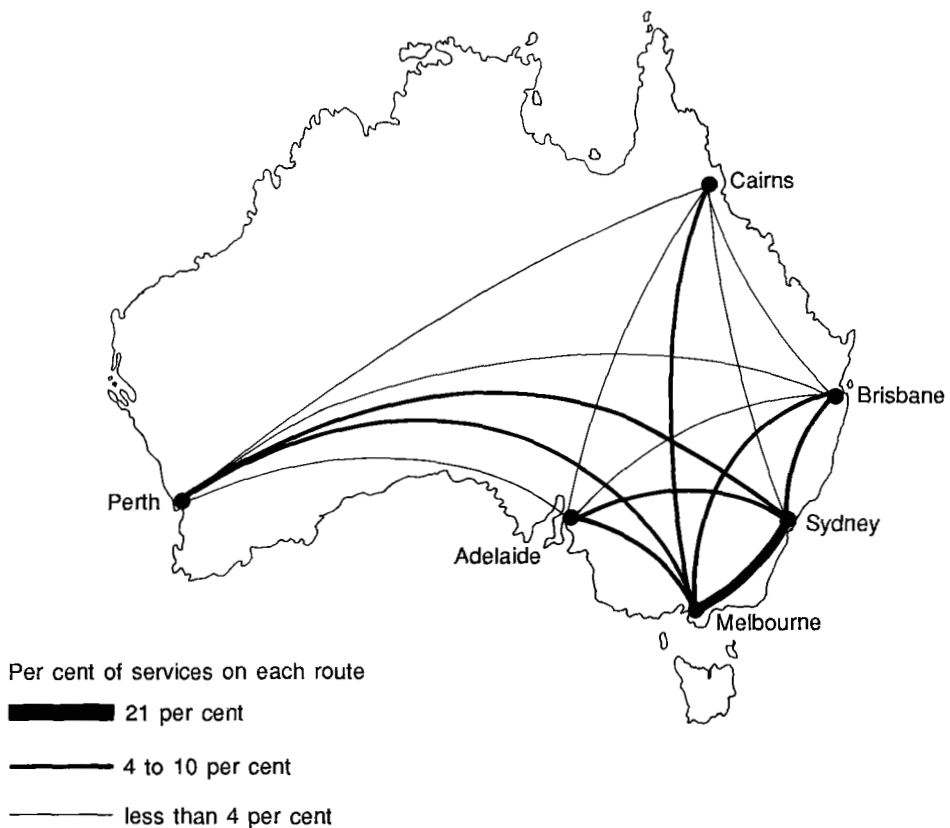 Cairns
Brisbane
Perth
Sydney
Adelaide
Melbourne
Per cent of services on each route
21 per cent
4 to 10 per cent
less than 4 per cent